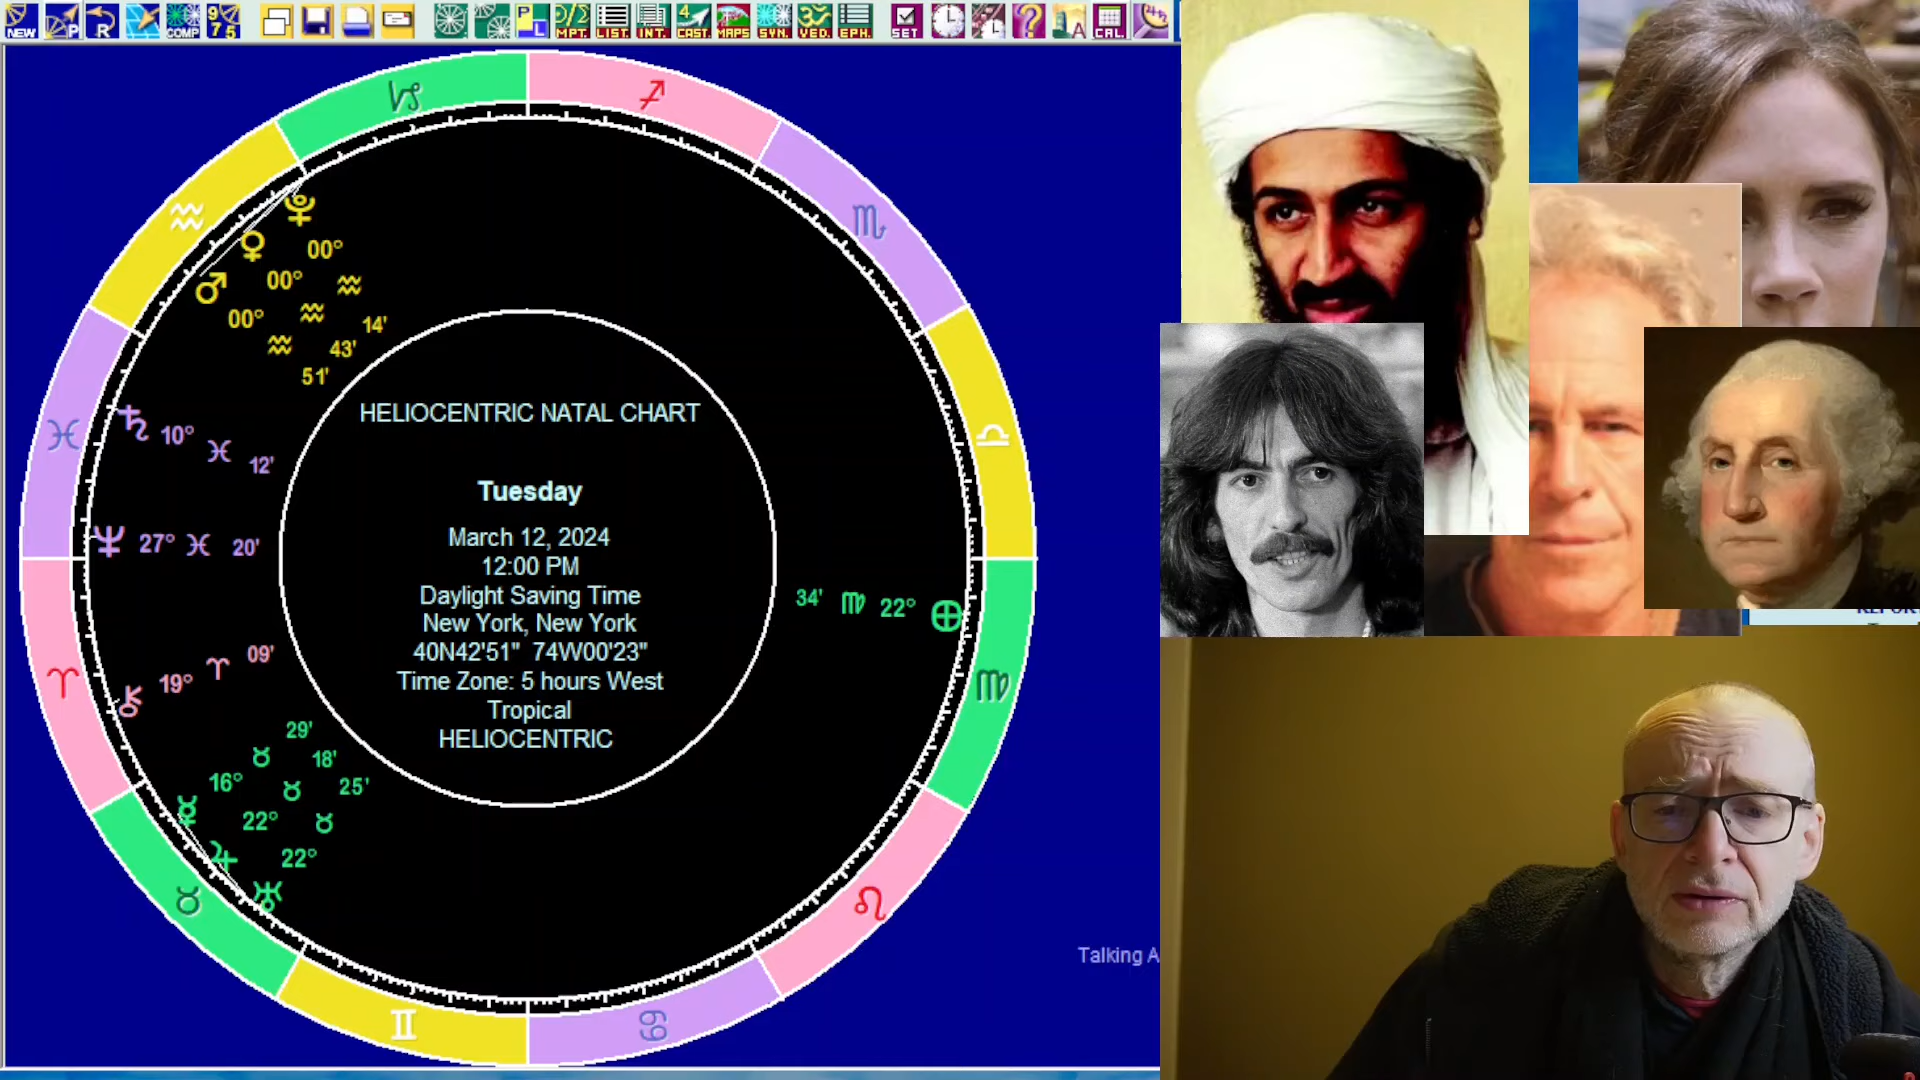 NEW P R COMP 9 7 5 P L MPT. LIST. INT. CAST. MAPS SYN. VED. EPH. SET ? A CAL.
00°
00° 14'
00° 43'
51'
10° 12'
27° 20'
19° 09'
29'
16° 18'
22° 25'
22°
HELIOCENTRIC NATAL CHART
Tuesday
March 12, 2024
12:00 PM
Daylight Saving Time
New York, New York
40N42'51" 74W00'23"
Time Zone: 5 hours West
Tropical
HELIOCENTRIC
34' 22°
Talking A